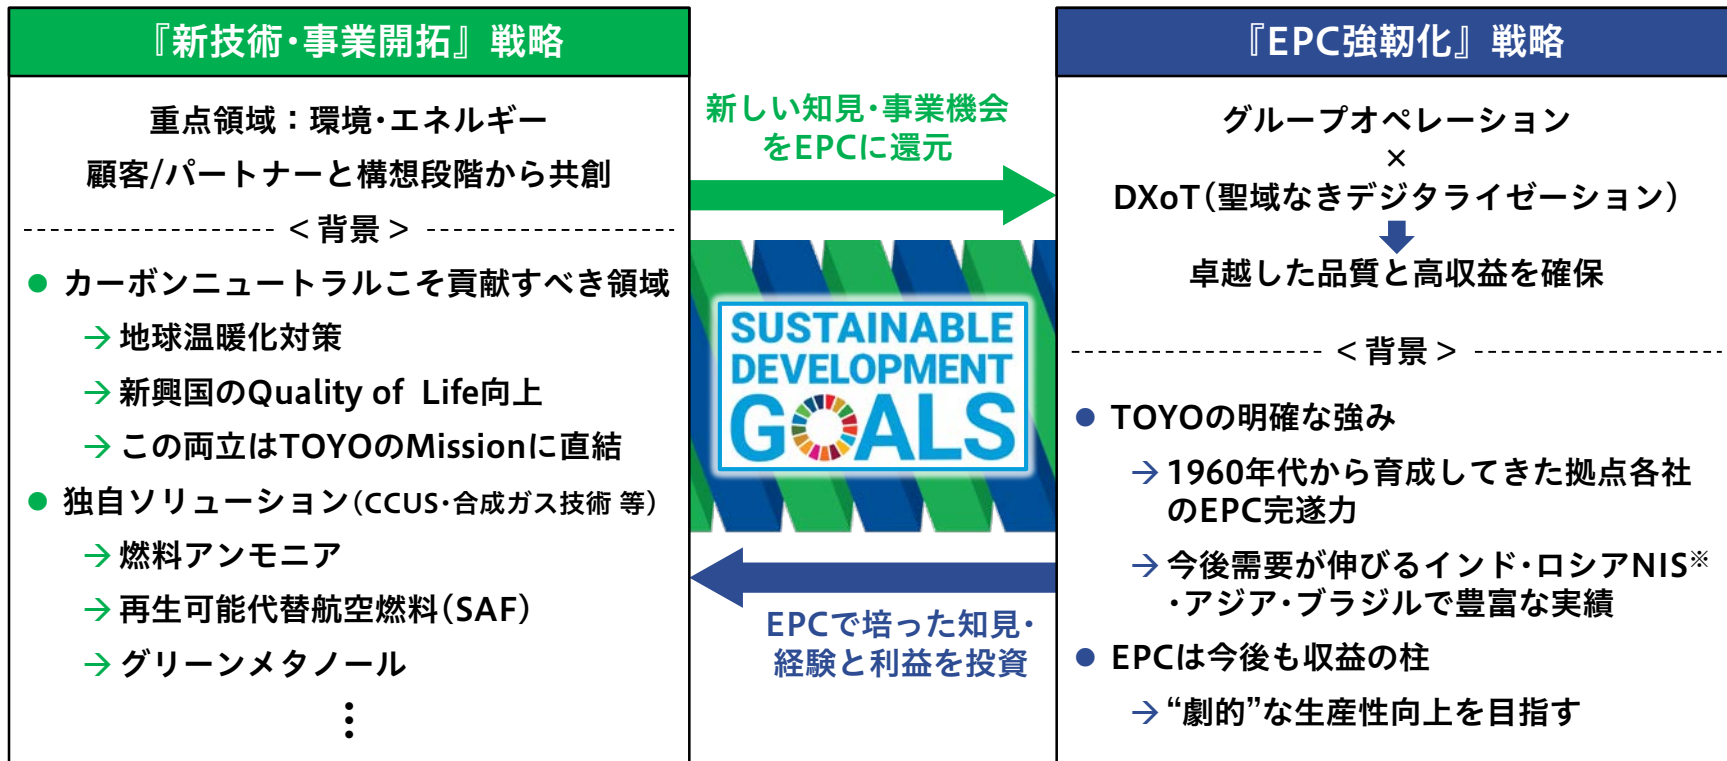 『新技術・事業開拓』戦略
重点領域：環境・エネルギー
顧客/パートナーと構想段階から共創
＜背景＞
● カーボンニュートラルこそ貢献すべき領域
→ 地球温暖化対策
→ 新興国のQuality of Life向上
→ この両立はTOYOのMissionに直結
● 独自ソリューション（CCUS・合成ガス技術 等）
→ 燃料アンモニア
→ 再生可能代替航空燃料（SAF）
→ グリーンメタノール
⋮
新しい知見・事業機会
をEPCに還元
SUSTAINABLE
DEVELOPMENT
GOALS
EPCで培った知見・
経験と利益を投資
『EPC強靭化』戦略
グループオペレーション
×
DXoT（聖域なきデジタライゼーション）
卓越した品質と高収益を確保
＜背景＞
● TOYOの明確な強み
→ 1960年代から育成してきた拠点各社
のEPC完遂力
→ 今後需要が伸びるインド・ロシアNIS※
・アジア・ブラジルで豊富な実績
● EPCは今後も収益の柱
→ “劇的”な生産性向上を目指す